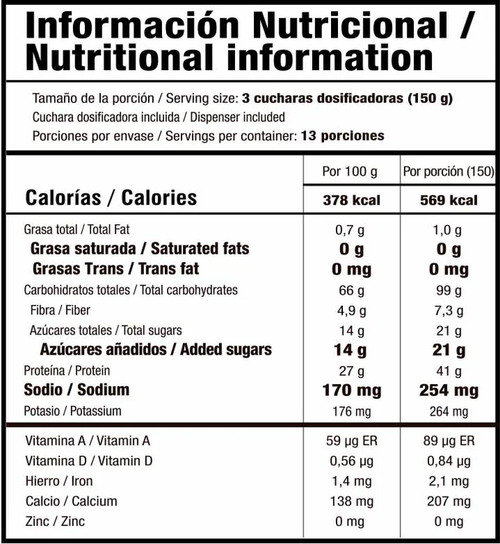 Información Nutricional /
Nutritional information
Tamaño de la porción / Serving size: 3 cucharas dosificadoras (150 g)
Cuchara dosificadora incluida / Dispenser included
Porciones por envase / Servings per container: 13 porciones
Por 100 g Por porción (150)
Calorías / Calories 378 kcal 569 kcal
Grasa total / Total Fat 0,7 g 1,0 g
Grasa saturada / Saturated fats 0 g 0 g
Grasas Trans / Trans fat 0 mg 0 mg
Carbohidratos totales / Total carbohydrates 66 g 99 g
Fibra / Fiber 4,9 g 7,3 g
Azúcares totales / Total sugars 14 g 21 g
Azúcares añadidos / Added sugars 14 g 21 g
Proteína / Protein 27 g 41 g
Sodio / Sodium 170 mg 254 mg
Potasio / Potassium 176 mg 264 mg
Vitamina A / Vitamin A 59 µg ER 89 µg ER
Vitamina D / Vitamin D 0,56 µg 0,84 µg
Hierro / Iron 1,4 mg 2,1 mg
Calcio / Calcium 138 mg 207 mg
Zinc / Zinc 0 mg 0 mg